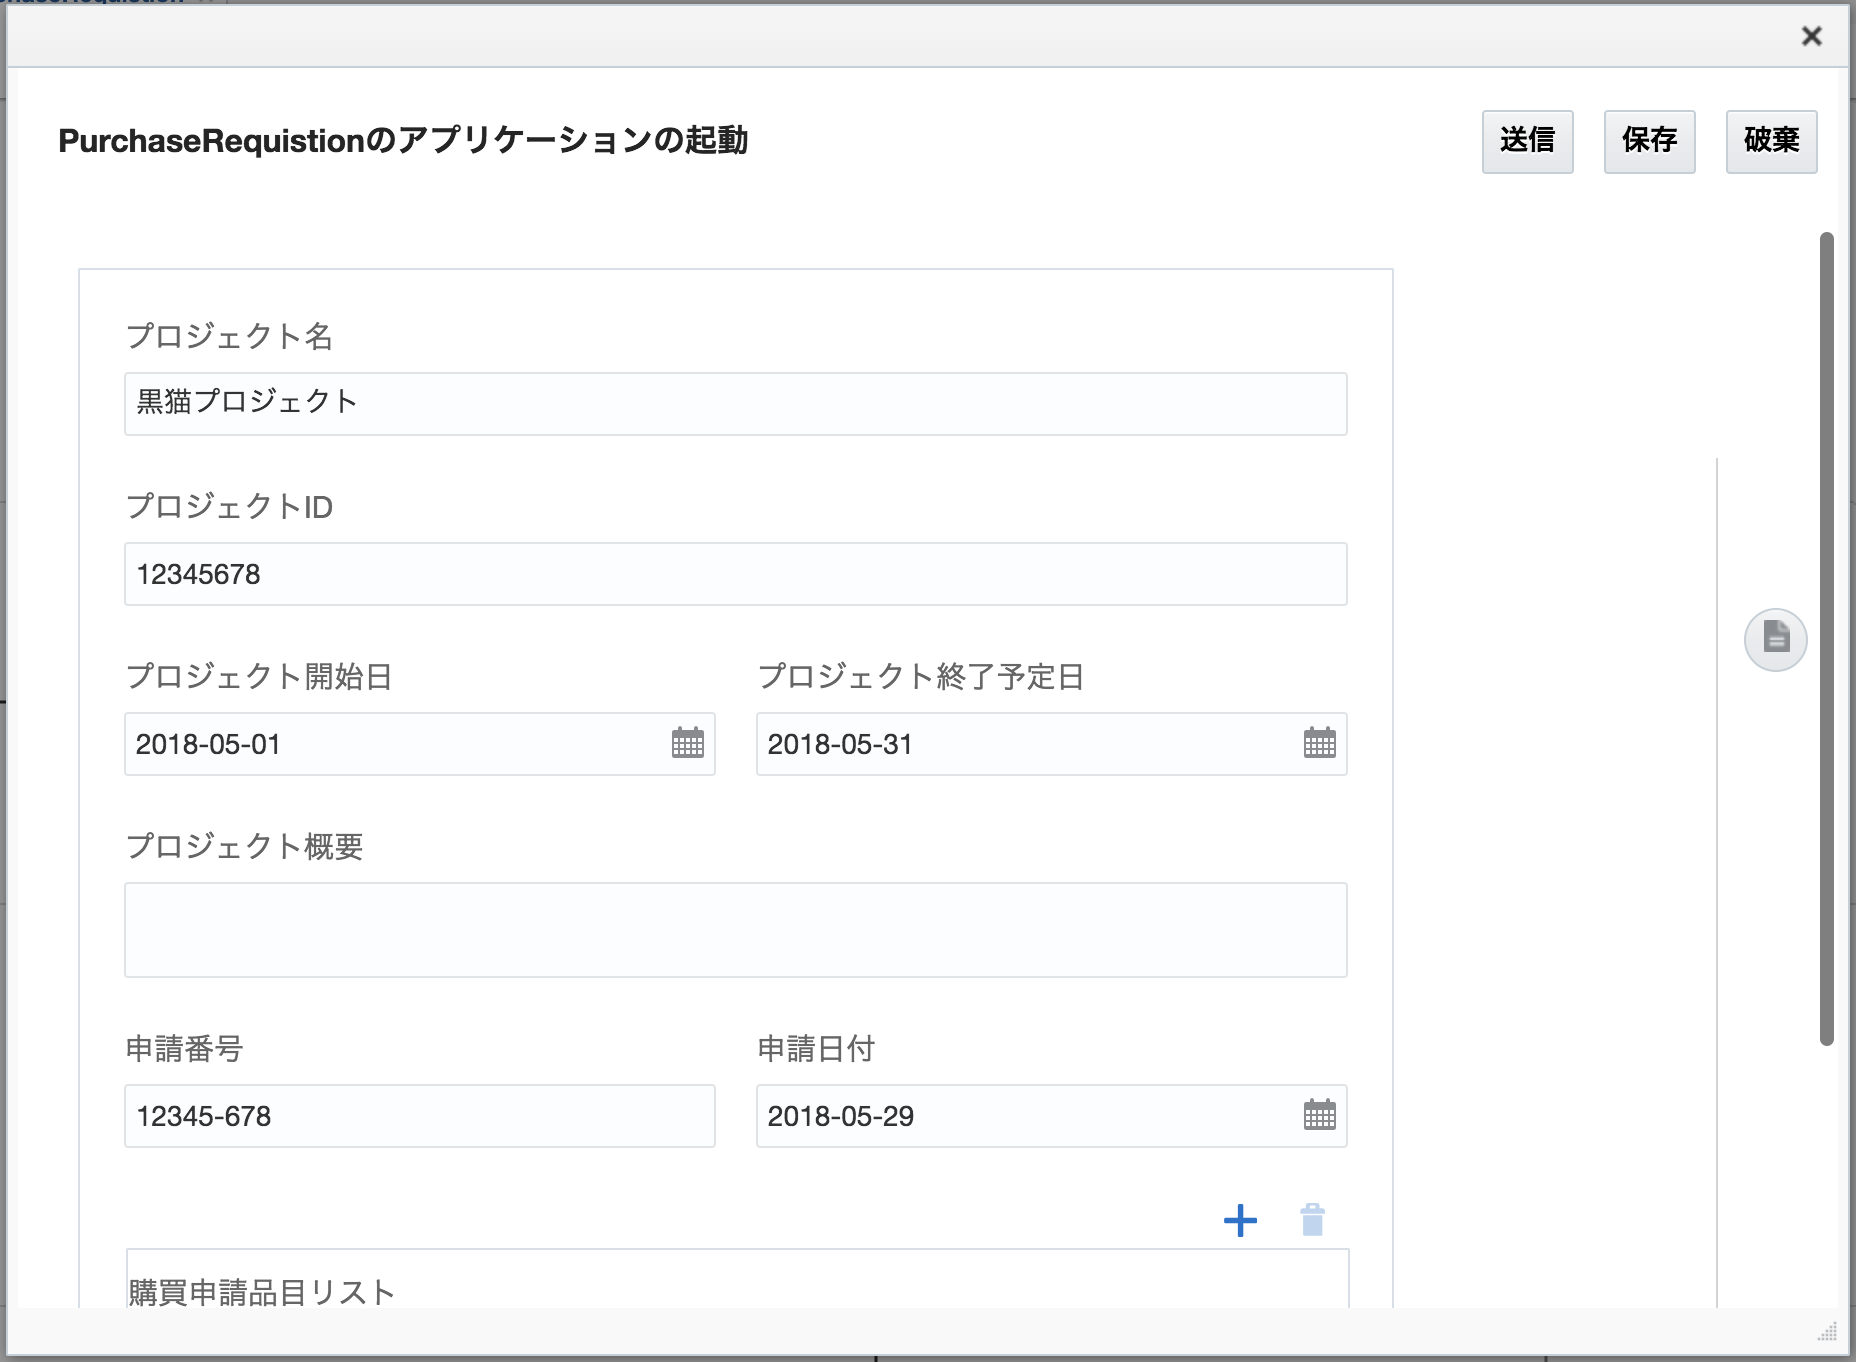 PurchaseRequistionのアプリケーションの起動
送信
保存
破棄
プロジェクト名
黒猫プロジェクト
プロジェクトID
12345678
プロジェクト開始日
プロジェクト終了予定日
2018-05-01
2018-05-31
プロジェクト概要
申請番号
申請日付
12345-678
2018-05-29
購買申請品目リスト